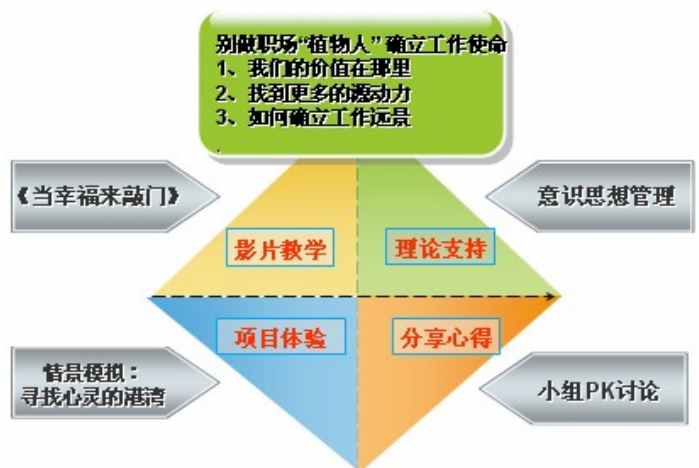 别做职场“植物人”确立工作使命
1、我们的价值在那里
2、找到更多的源动力
3、如何确立工作远景
.
《当幸福来敲门》
意识思想管理
影片教学
理论支持
项目体验
分享心得
情景模拟：
寻找心灵的港湾
小组PK讨论